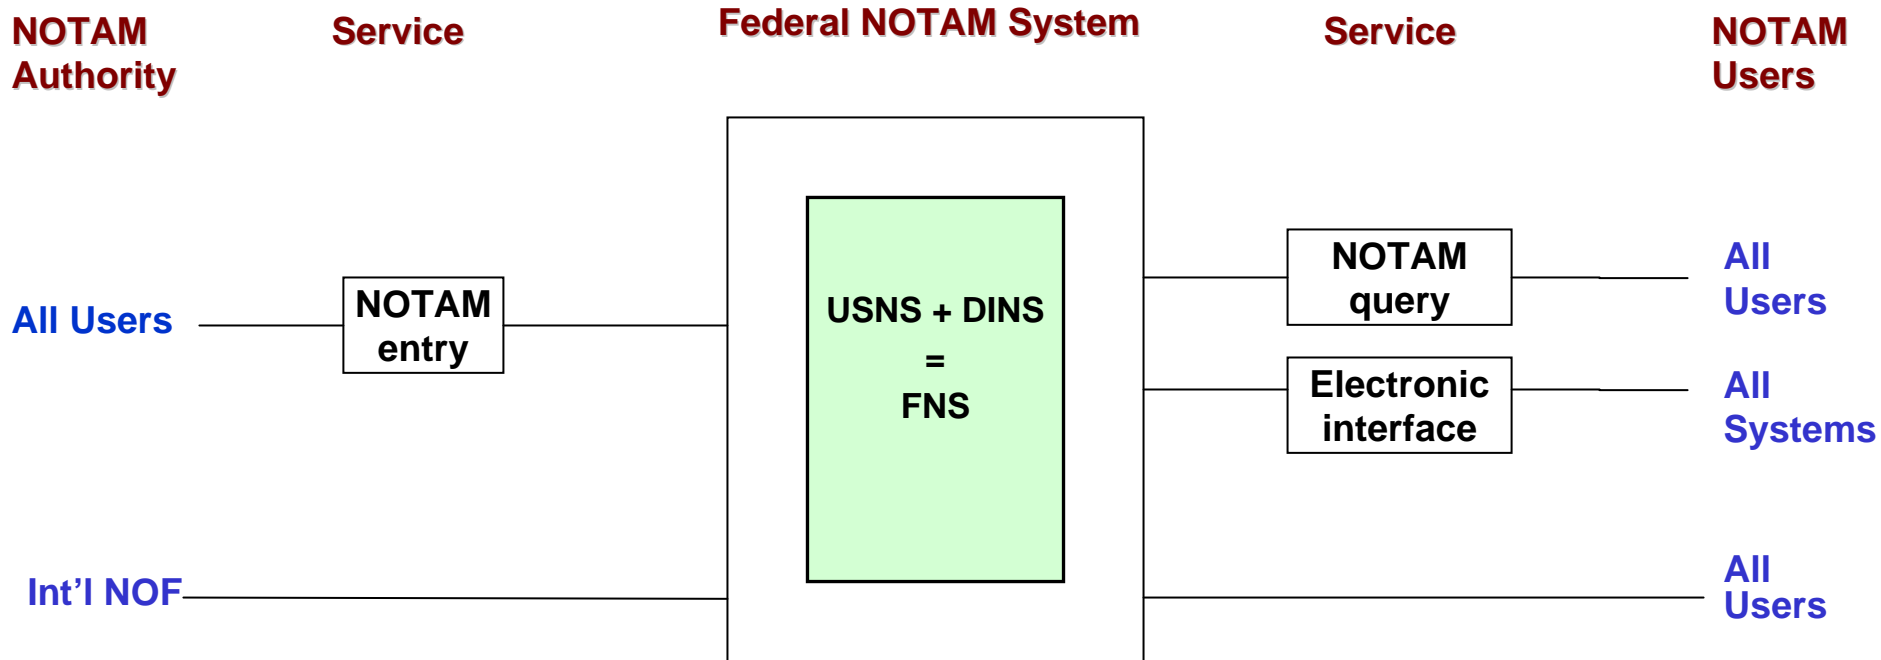 NOTAM
Authority
Service
Federal NOTAM System
Service
NOTAM
Users
All Users
NOTAM
entry
USNS + DINS
=
FNS
NOTAM
query
All
Users
Electronic
interface
All
Systems
Int’l NOF
All
Users